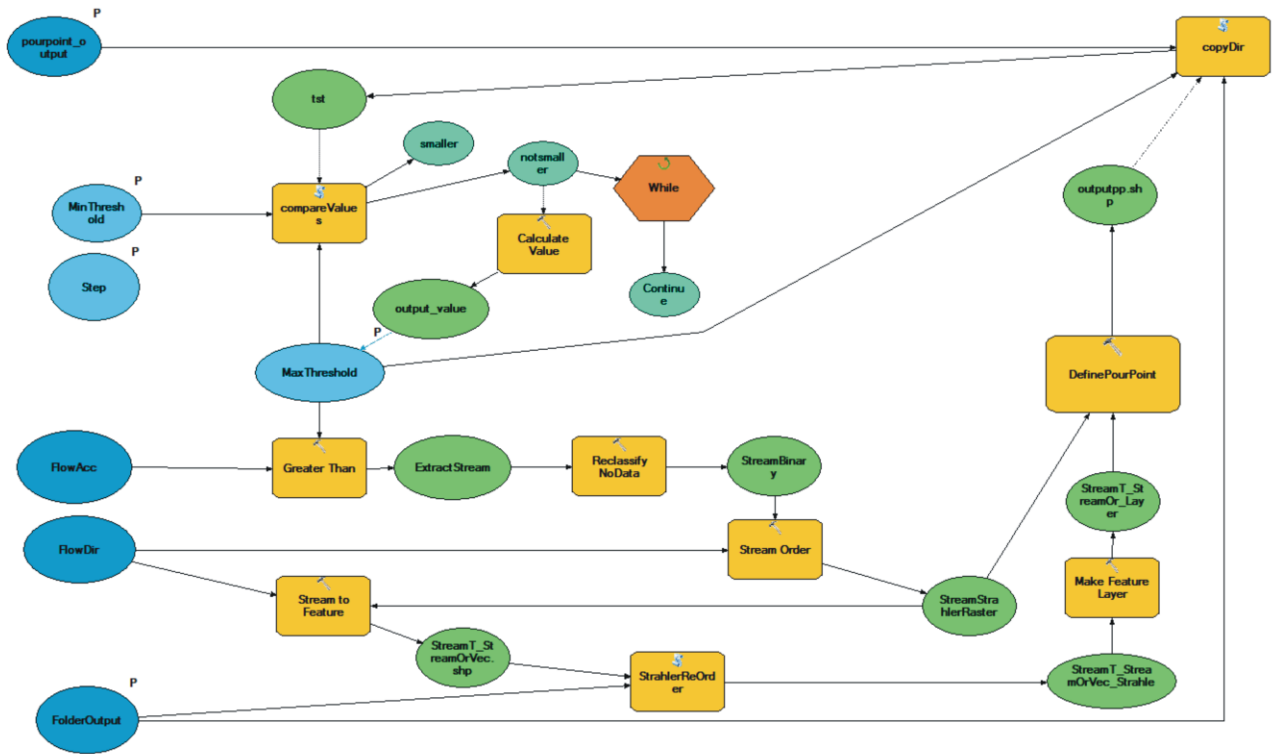 P
pourpoint_o
utput
copyDir
tst
smaller
notsmall
er
While
P
MinThresh
old
compareValue
s
outputpp.sh
p
Calculate
Value
P
Step
Continu
e
output_value
P
MaxThreshold
DefinePourPoint
FlowAcc
Greater Than
ExtractStream
Reclassify
NoData
StreamBinar
y
StreamT_St
reamOr_Lay
er
FlowDir
Stream Order
Stream to
Feature
StreamStra
hlerRaster
Make Feature
Layer
StreamT_St
reamOrVec.
shp
StrahlerReOr
der
StreamT_Strea
mOrVec_Strahle
P
FolderOutput